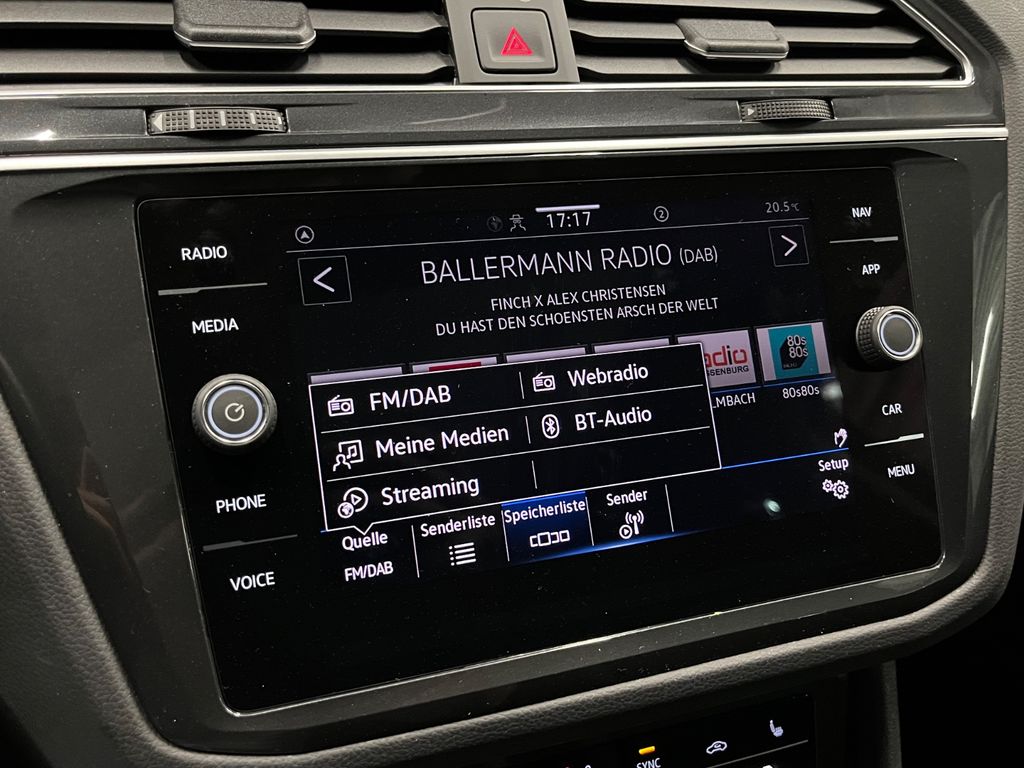 RADIO
MEDIA
PHONE
VOICE
NAV
APP
CAR
MENU
17:17
2
20.5°C
<
>
BALLERMANN RADIO (DAB)
FINCH X ALEX CHRISTENSEN
DU HAST DEN SCHOENSTEN ARSCH DER WELT
FM/DAB
Webradio
Meine Medien
BT-Audio
Streaming
80s
80s
80s80s
Quelle
FM/DAB
Senderliste
Speicherliste
Sender
Setup
SYNC